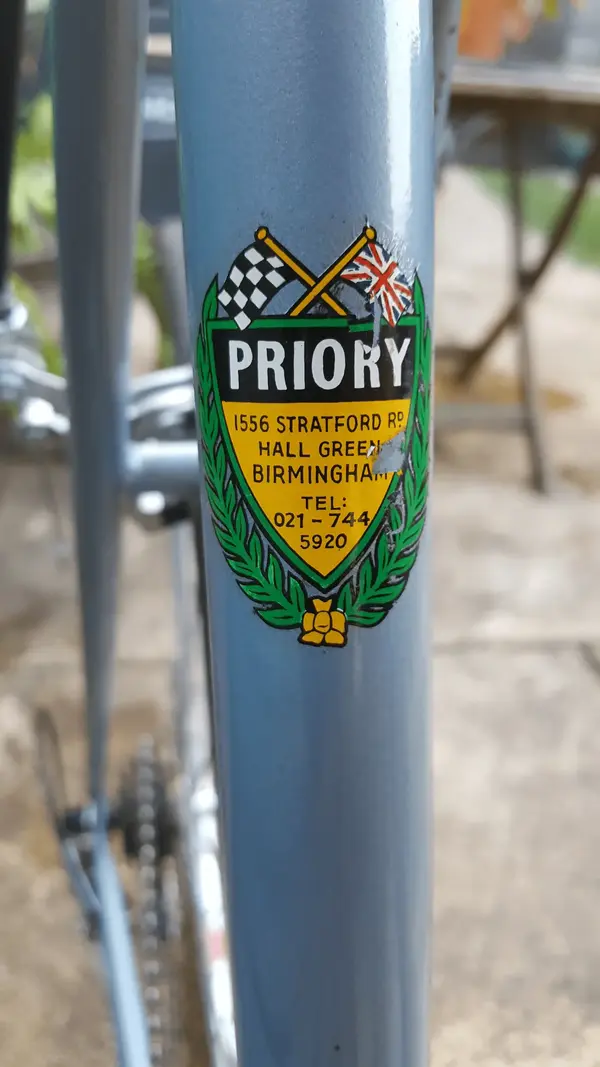 PRIORY
1556 STRATFORD RD
HALL GREEN
BIRMINGHAM
TEL:
021-744
5920